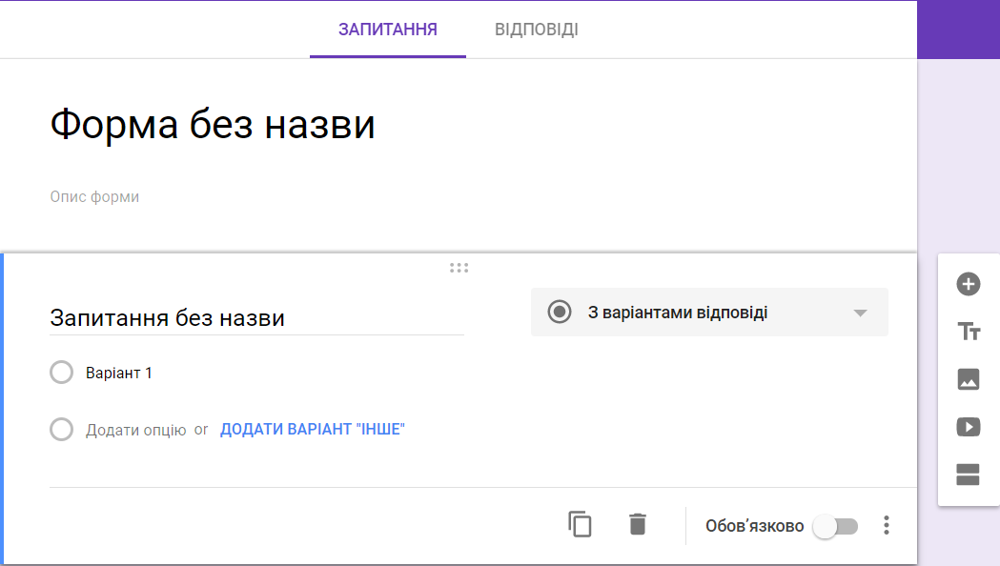 ЗАПИТАННЯ ВІДПОВІДІ
Форма без назви
Опис форми
Запитання без назви
З варіантами відповіді
Варіант 1
Додати опцію or ДОДАТИ ВАРІАНТ "ІНШЕ"
Обов’язково